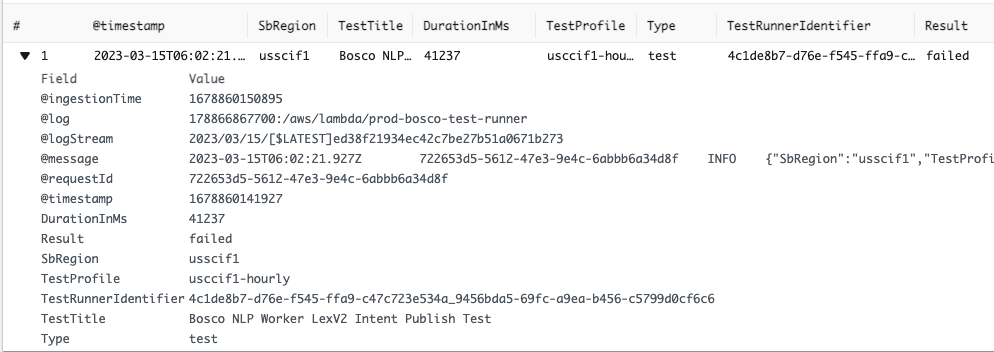 # @timestamp SbRegion TestTitle DurationInMs TestProfile Type TestRunnerIdentifier Result
▼ 1 2023-03-15T06:02:21.… usscif1 Bosco NLP… 41237 usccif1-hou… test 4c1de8b7-d76e-f545-ffa9-c… failed
Field Value
@ingestionTime 1678860150895
@log 178866867700:/aws/lambda/prod-bosco-test-runner
@logStream 2023/03/15/[$LATEST]ed38f21934ec42c7be27b51a0671b273
@message 2023-03-15T06:02:21.927Z 722653d5-5612-47e3-9e4c-6abbb6a34d8f INFO {"SbRegion":"usscif1","TestProfi
@requestId 722653d5-5612-47e3-9e4c-6abbb6a34d8f
@timestamp 1678860141927
DurationInMs 41237
Result failed
SbRegion usscif1
TestProfile usccif1-hourly
TestRunnerIdentifier 4c1de8b7-d76e-f545-ffa9-c47c723e534a_9456bda5-69fc-a9ea-b456-c5799d0cf6c6
TestTitle Bosco NLP Worker LexV2 Intent Publish Test
Type test